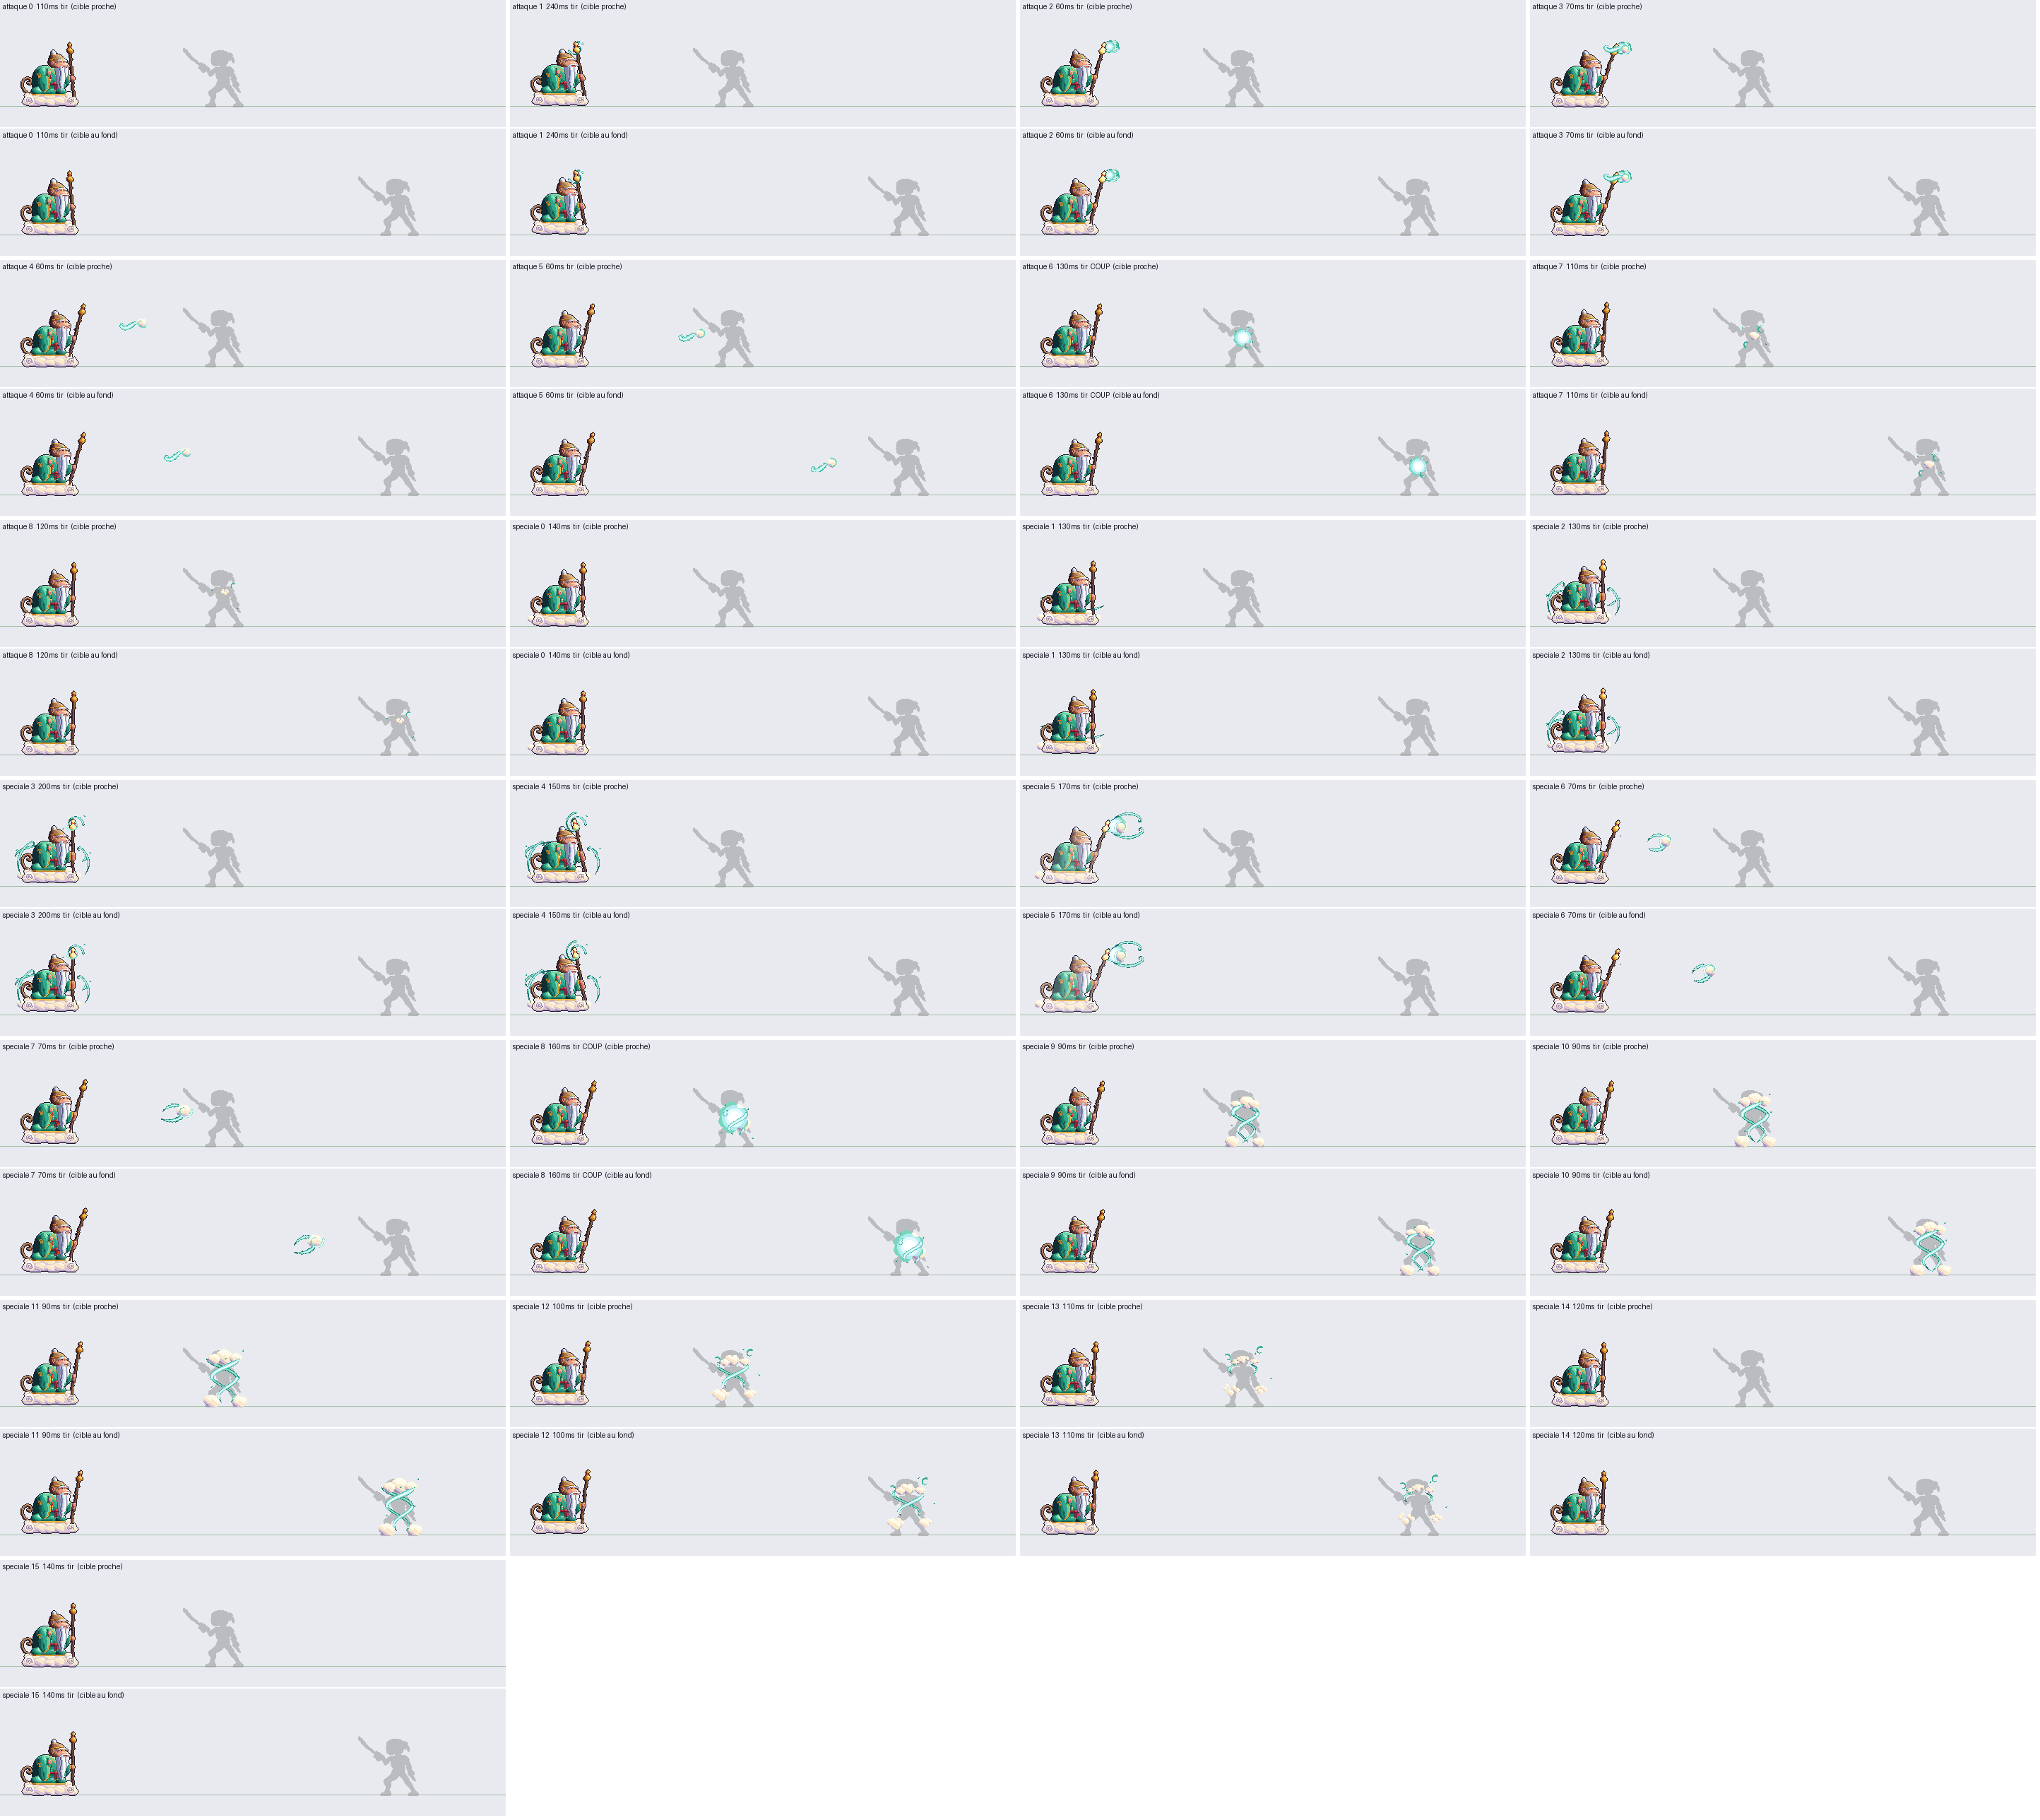 attaque 0 110ms tir (cible proche)
attaque 1 240ms tir (cible proche)
attaque 2 60ms tir (cible proche)
attaque 3 70ms tir (cible proche)
attaque 0 110ms tir (cible au fond)
attaque 1 240ms tir (cible au fond)
attaque 2 60ms tir (cible au fond)
attaque 3 70ms tir (cible au fond)
attaque 4 60ms tir (cible proche)
attaque 5 60ms tir (cible proche)
attaque 6 130ms tir COUP (cible proche)
attaque 7 110ms tir (cible proche)
attaque 4 60ms tir (cible au fond)
attaque 5 60ms tir (cible au fond)
attaque 6 130ms tir COUP (cible au fond)
attaque 7 110ms tir (cible au fond)
attaque 8 120ms tir (cible proche)
speciale 0 140ms tir (cible proche)
speciale 1 130ms tir (cible proche)
speciale 2 130ms tir (cible proche)
attaque 8 120ms tir (cible au fond)
speciale 0 140ms tir (cible au fond)
speciale 1 130ms tir (cible au fond)
speciale 2 130ms tir (cible au fond)
speciale 3 200ms tir (cible proche)
speciale 4 150ms tir (cible proche)
speciale 5 170ms tir (cible proche)
speciale 6 70ms tir (cible proche)
speciale 3 200ms tir (cible au fond)
speciale 4 150ms tir (cible au fond)
speciale 5 170ms tir (cible au fond)
speciale 6 70ms tir (cible au fond)
speciale 7 70ms tir (cible proche)
speciale 8 160ms tir COUP (cible proche)
speciale 9 90ms tir (cible proche)
speciale 10 90ms tir (cible proche)
speciale 7 70ms tir (cible au fond)
speciale 8 160ms tir COUP (cible au fond)
speciale 9 90ms tir (cible au fond)
speciale 10 90ms tir (cible au fond)
speciale 11 90ms tir (cible proche)
speciale 12 100ms tir (cible proche)
speciale 13 110ms tir (cible proche)
speciale 14 120ms tir (cible proche)
speciale 11 90ms tir (cible au fond)
speciale 12 100ms tir (cible au fond)
speciale 13 110ms tir (cible au fond)
speciale 14 120ms tir (cible au fond)
speciale 15 140ms tir (cible proche)
speciale 15 140ms tir (cible au fond)